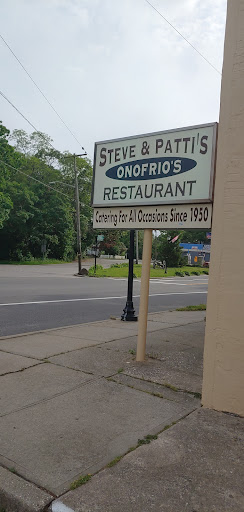 STEVE & PATTI'S
ONOFRIO'S
RESTAURANT
Catering For All Occasions Since 1950